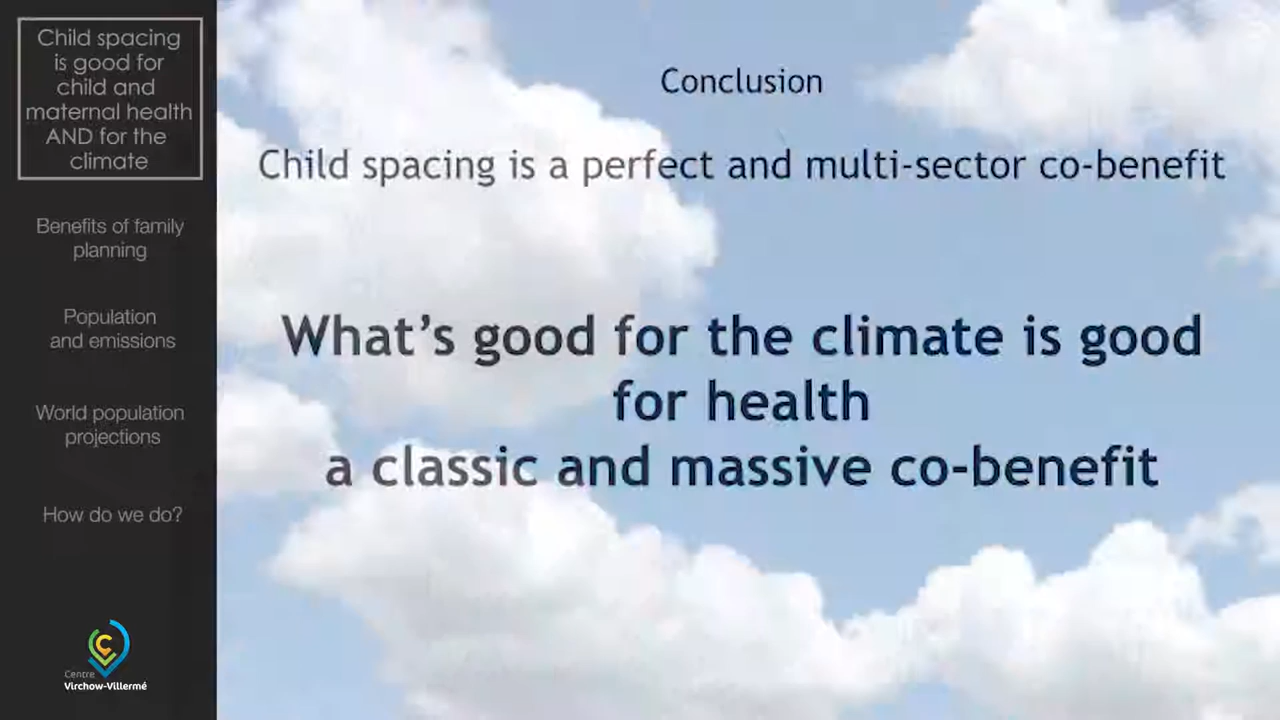 Child spacing
is good for
child and
maternal health
AND for the
climate
Benefits of family
planning
Population
and emissions
World population
projections
How do we do?
Centre
Virchow-Villermé
Conclusion
Child spacing is a perfect and multi-sector co-benefit
What’s good for the climate is good
for health
a classic and massive co-benefit